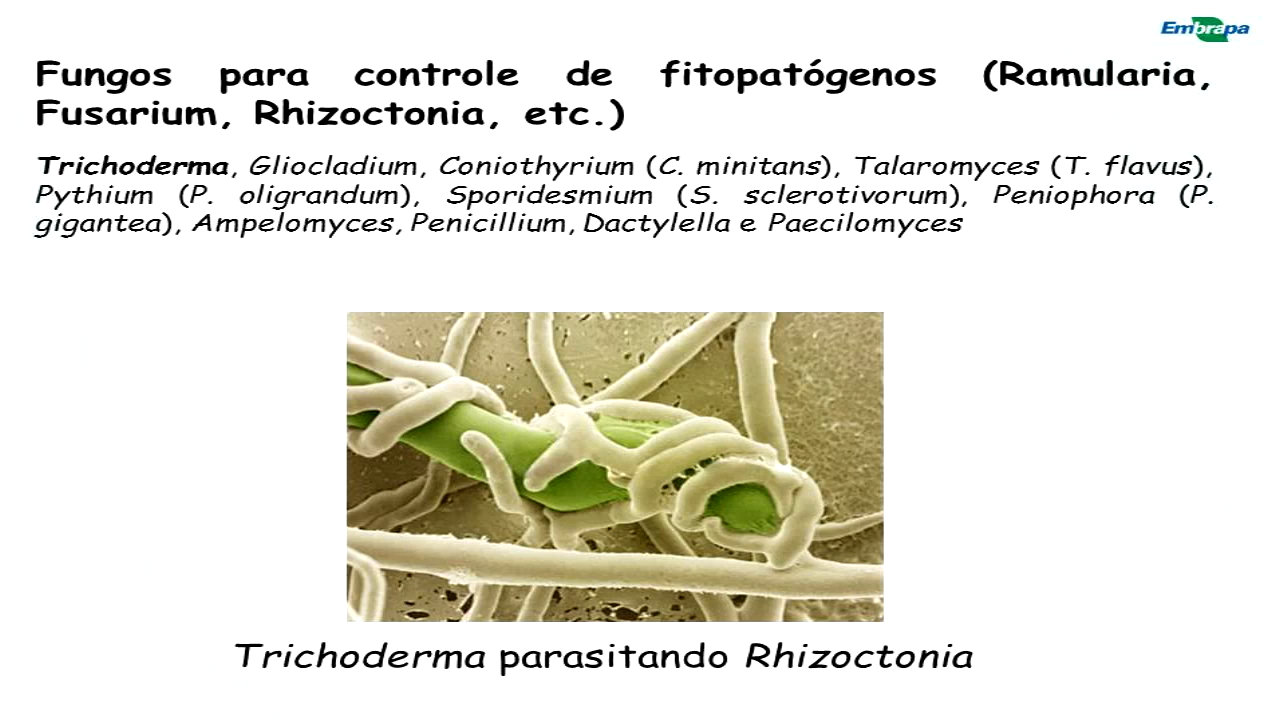 Embrapa
Fungos para controle de fitopatógenos (Ramularia,
Fusarium, Rhizoctonia, etc.)
Trichoderma, Gliocladium, Coniothyrium (C. minitans), Talaromyces (T. flavus),
Pythium (P. oligrandum), Sporidesmium (S. sclerotivorum), Peniophora (P.
gigantea), Ampelomyces, Penicillium, Dactylella e Paecilomyces
Trichoderma parasitando Rhizoctonia